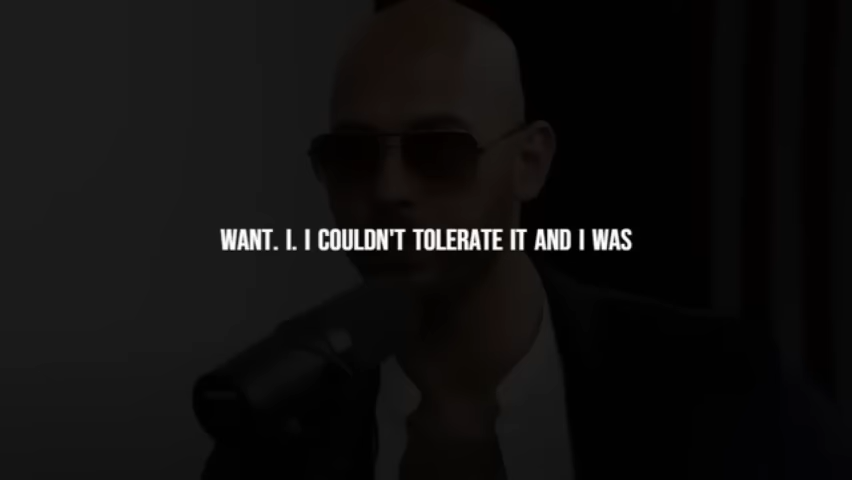 WANT. I. I COULDN'T TOLERATE IT AND I WAS